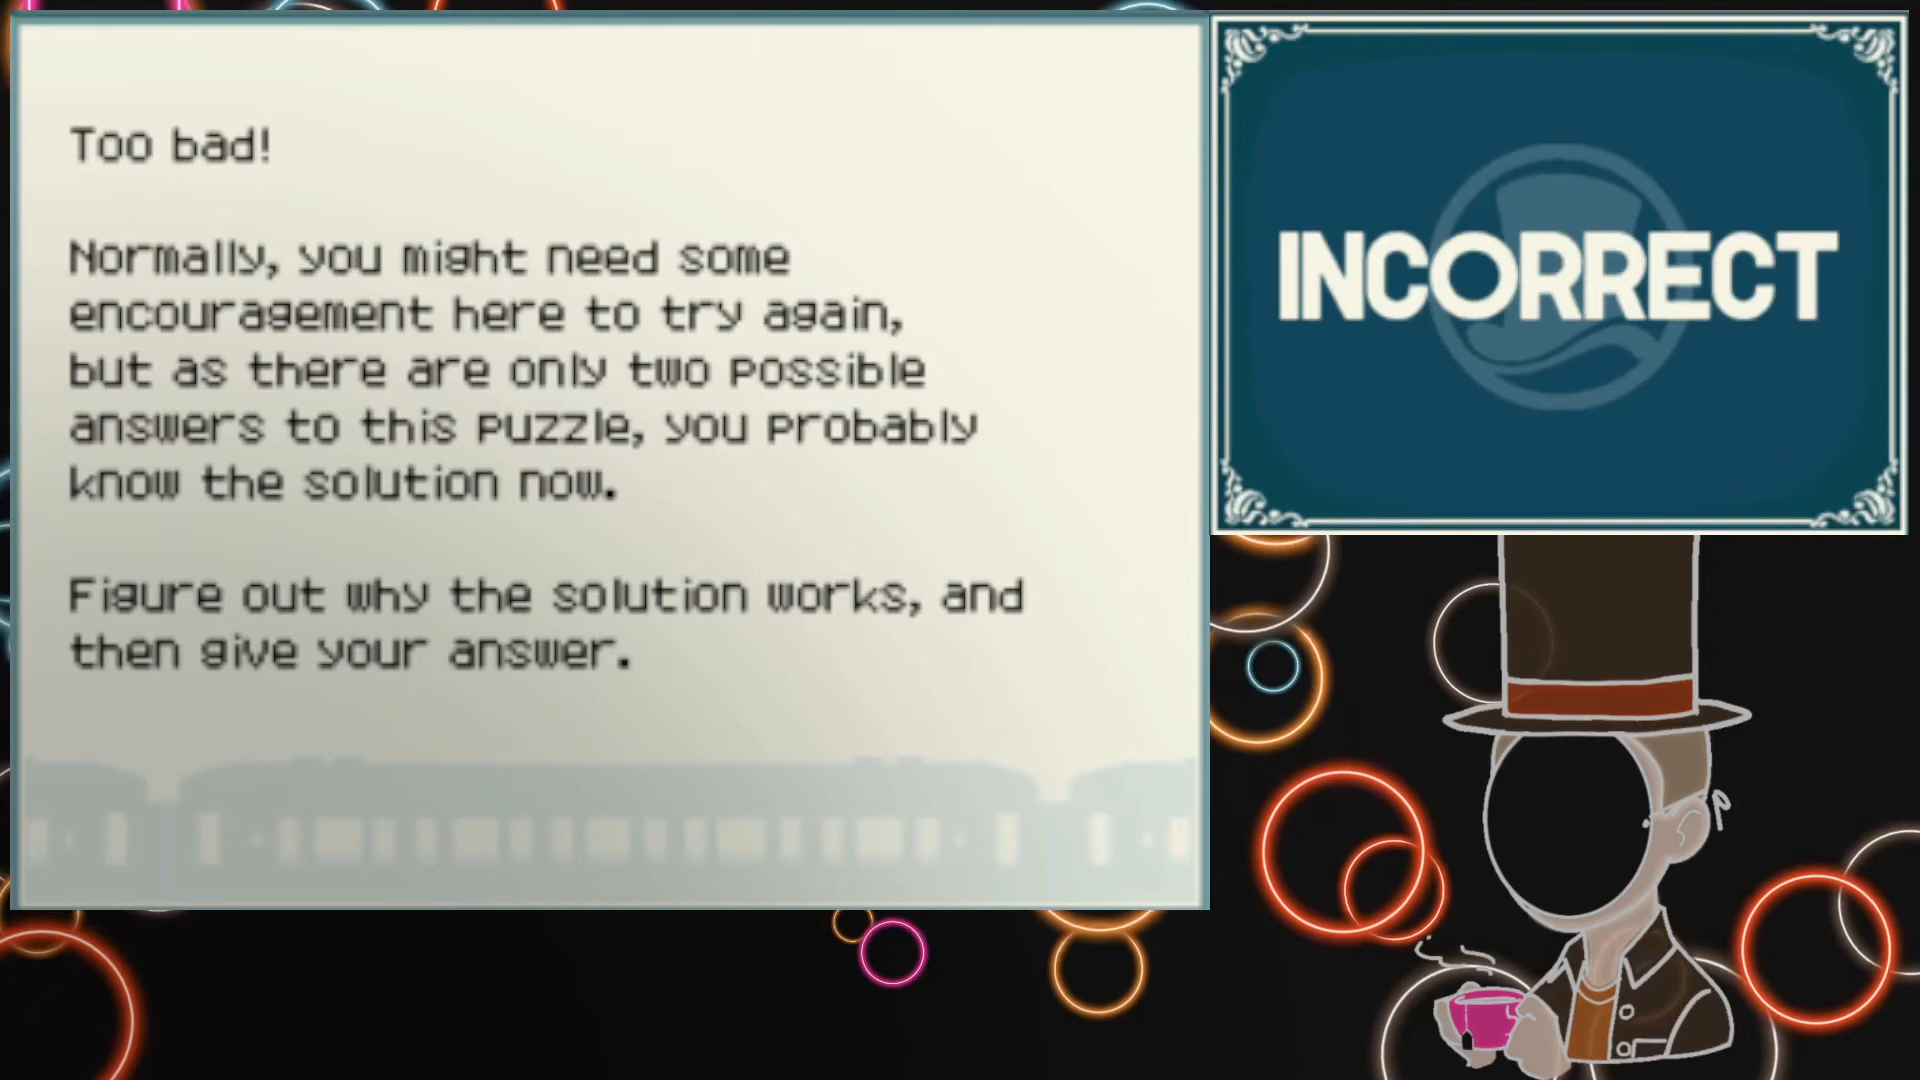 Too bad!
Normally, you might need some
encouragement here to try again,
but as there are only two possible
answers to this puzzle, you probably
know the solution now.
Figure out why the solution works, and
then give your answer.
INCORRECT